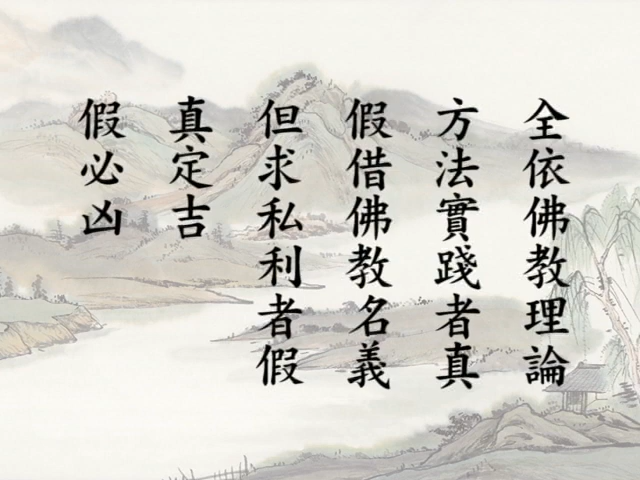 全依佛教理論
方法實踐者真
假借佛教名義
但求私利者假
真定吉
假必凶